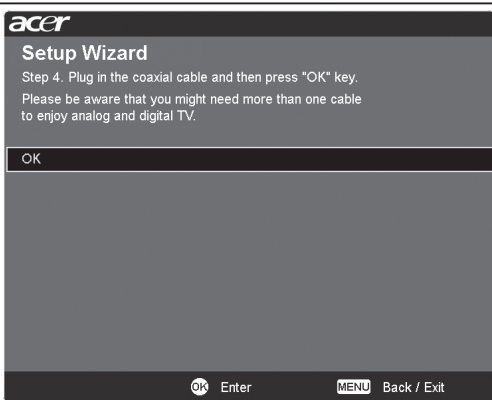 acer
Setup Wizard
Step 4. Plug in the coaxial cable and then press "OK" key.
Please be aware that you might need more than one cable
to enjoy analog and digital TV.
OK
OK Enter MENU Back / Exit